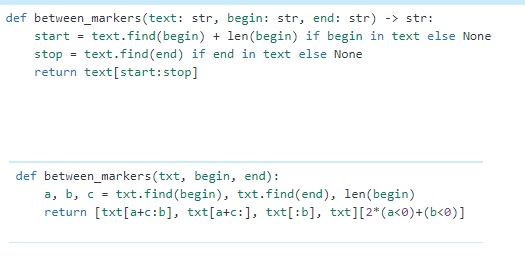 def between_markers(text: str, begin: str, end: str) -> str:
    start = text.find(begin) + len(begin) if begin in text else None
    stop = text.find(end) if end in text else None
    return text[start:stop]
def between_markers(txt, begin, end):
    a, b, c = txt.find(begin), txt.find(end), len(begin)
    return [txt[a+c:b], txt[a+c:], txt[:b], txt][2*(a<0)+(b<0)]